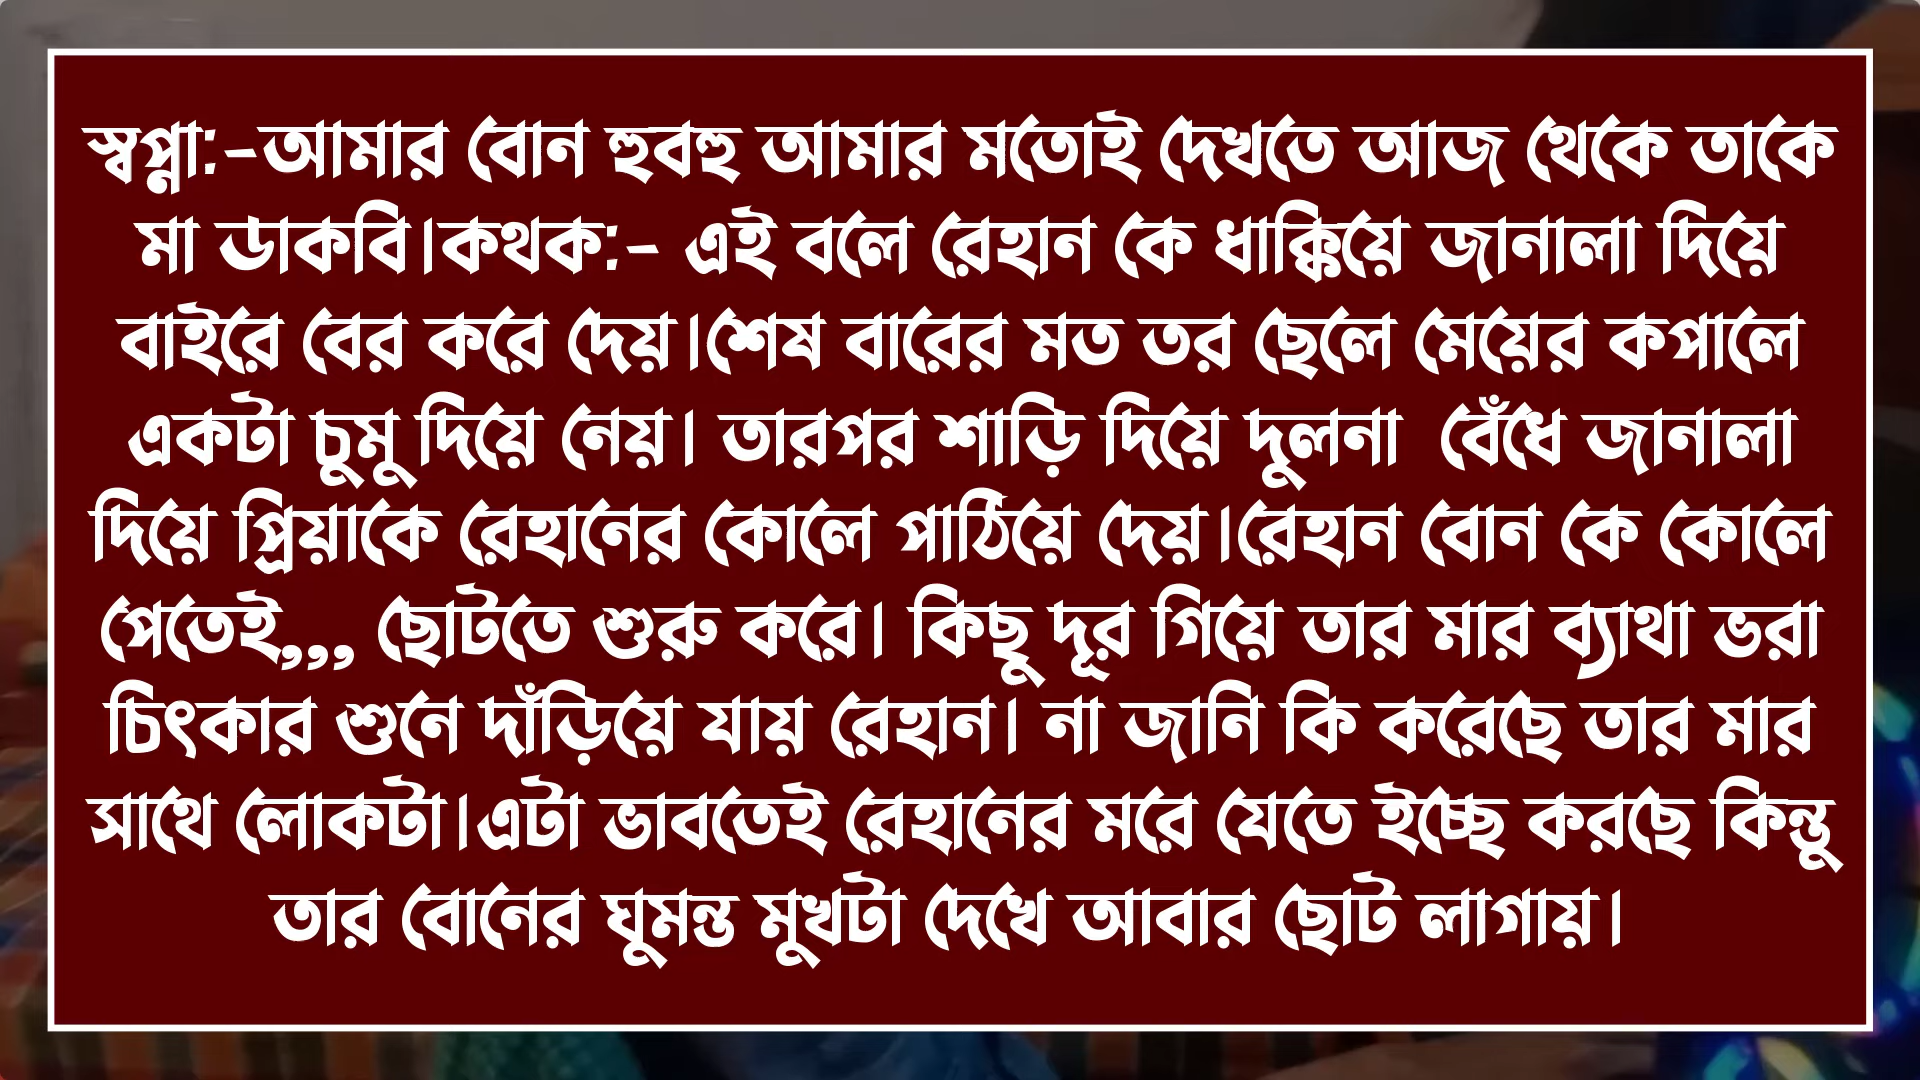 স্বপ্না:-আমার বোন হুবহু আমার মতোই দেখতে আজ থেকে তাকে
মা ডাকবি।কথক:- এই বলে রেহান কে ধাক্কিয়ে জানালা দিয়ে
বাইরে বের করে দেয়।শেষ বারের মত তর ছেলে মেয়ের কপালে
একটা চুমু দিয়ে নেয়। তারপর শাড়ি দিয়ে দুলনা বেঁধে জানালা
দিয়ে প্রিয়াকে রেহানের কোলে পাঠিয়ে দেয়।রেহান বোন কে কোলে
পেতেই,,, ছোটতে শুরু করে। কিছু দূর গিয়ে তার মার ব্যাথা ভরা
চিৎকার শুনে দাঁড়িয়ে যায় রেহান। না জানি কি করেছে তার মার
সাথে লোকটা।এটা ভাবতেই রেহানের মরে যেতে ইচ্ছে করছে কিন্তু
তার বোনের ঘুমন্ত মুখটা দেখে আবার ছোট লাগায়।